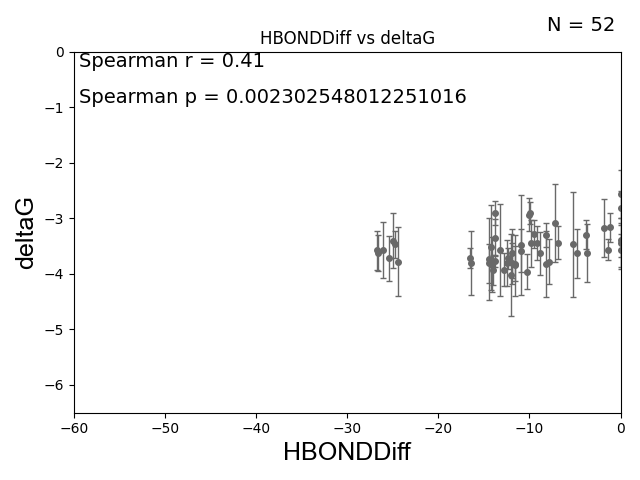 N = 52
HBONDDiff vs deltaG
Spearman r = 0.41
Spearman p = 0.002302548012251016
deltaG
0
−1
−2
−3
−4
−5
−6
−60 −50 −40 −30 −20 −10 0
HBONDDiff